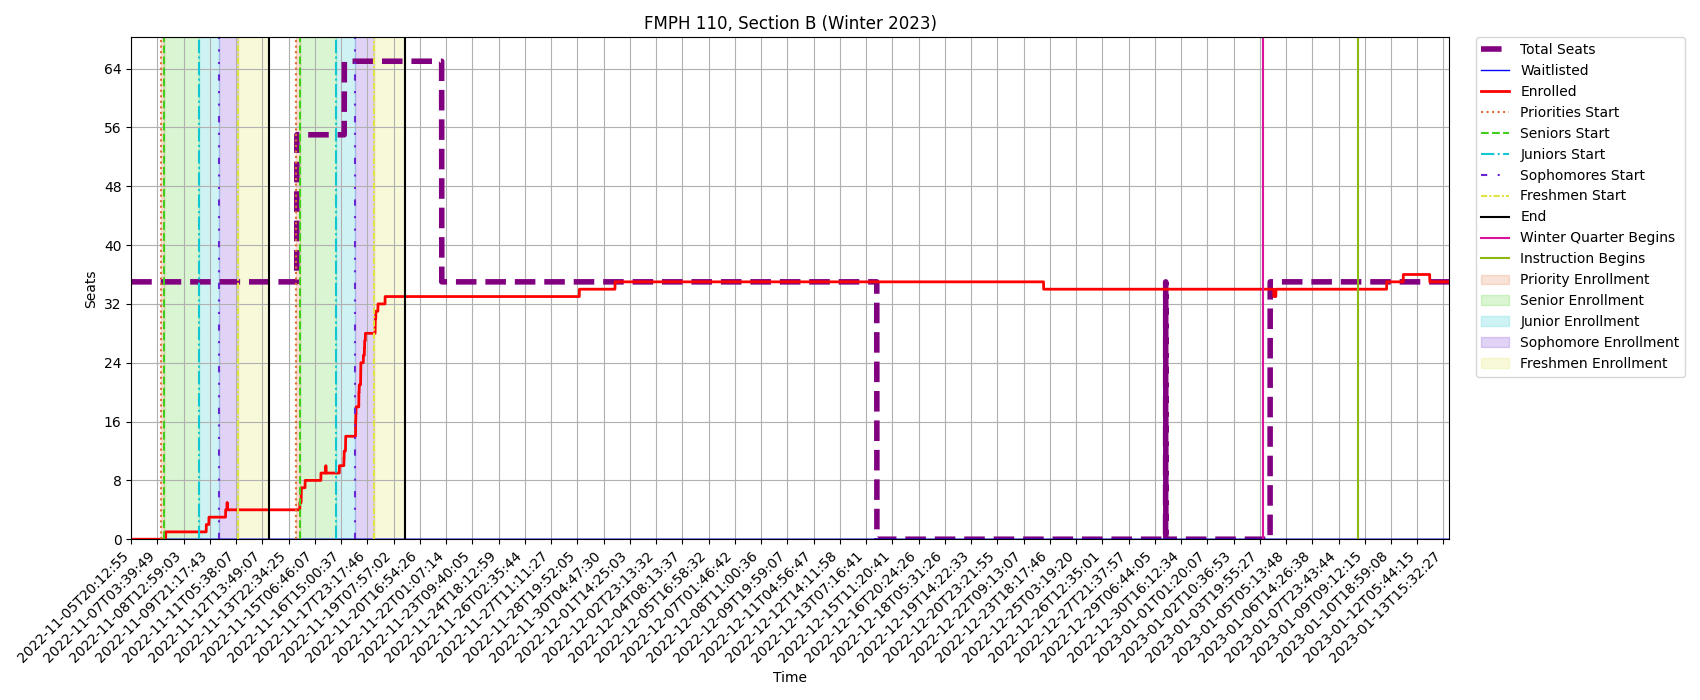 FMPH 110, Section B (Winter 2023)
Seats
64
56
48
40
32
24
16
8
0
2022-11-05T20:12:55
2022-11-07T03:39:49
2022-11-08T12:59:03
2022-11-09T21:17:43
2022-11-11T05:38:07
2022-11-12T13:49:07
2022-11-13T22:34:25
2022-11-15T06:46:07
2022-11-16T15:00:37
2022-11-17T23:17:46
2022-11-19T07:57:02
2022-11-20T16:54:26
2022-11-22T01:07:14
2022-11-23T09:40:05
2022-11-24T18:12:59
2022-11-26T02:35:44
2022-11-27T11:11:27
2022-11-28T19:52:05
2022-11-30T04:47:30
2022-12-01T14:25:03
2022-12-02T23:13:32
2022-12-04T08:13:37
2022-12-05T16:58:32
2022-12-07T01:46:42
2022-12-08T11:00:36
2022-12-09T19:59:07
2022-12-11T04:56:47
2022-12-12T14:11:58
2022-12-13T07:16:41
2022-12-15T11:20:41
2022-12-16T20:24:26
2022-12-18T05:31:26
2022-12-19T14:22:33
2022-12-20T23:21:55
2022-12-22T09:13:07
2022-12-23T18:17:46
2022-12-25T03:19:20
2022-12-26T12:35:01
2022-12-27T21:37:57
2022-12-29T06:44:05
2022-12-30T16:12:34
2023-01-01T01:20:07
2023-01-02T10:36:53
2023-01-03T19:55:27
2023-01-05T05:13:48
2023-01-06T14:26:38
2023-01-07T23:43:44
2023-01-09T09:12:15
2023-01-10T18:59:08
2023-01-12T05:44:15
2023-01-13T15:32:27
Time
Total Seats
Waitlisted
Enrolled
Priorities Start
Seniors Start
Juniors Start
Sophomores Start
Freshmen Start
End
Winter Quarter Begins
Instruction Begins
Priority Enrollment
Senior Enrollment
Junior Enrollment
Sophomore Enrollment
Freshmen Enrollment